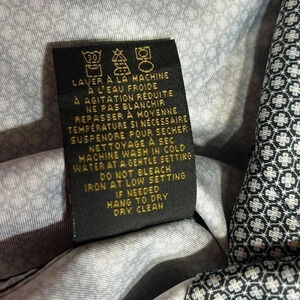 30
LAVER À LA MACHINE
À L'EAU FROIDE
À AGITATION RÉDUITE
NE PAS BLANCHIR
REPASSER À MOYENNE
TEMPÉRATURE SI NÉCESSAIRE
SUSPENDRE POUR SÉCHER
NETTOYAGE À SEC
MACHINE WASH IN COLD
WATER AT A GENTLE SETTING
DO NOT BLEACH
IRON AT LOW SETTING
IF NEEDED
HANG TO DRY
DRY CLEAN